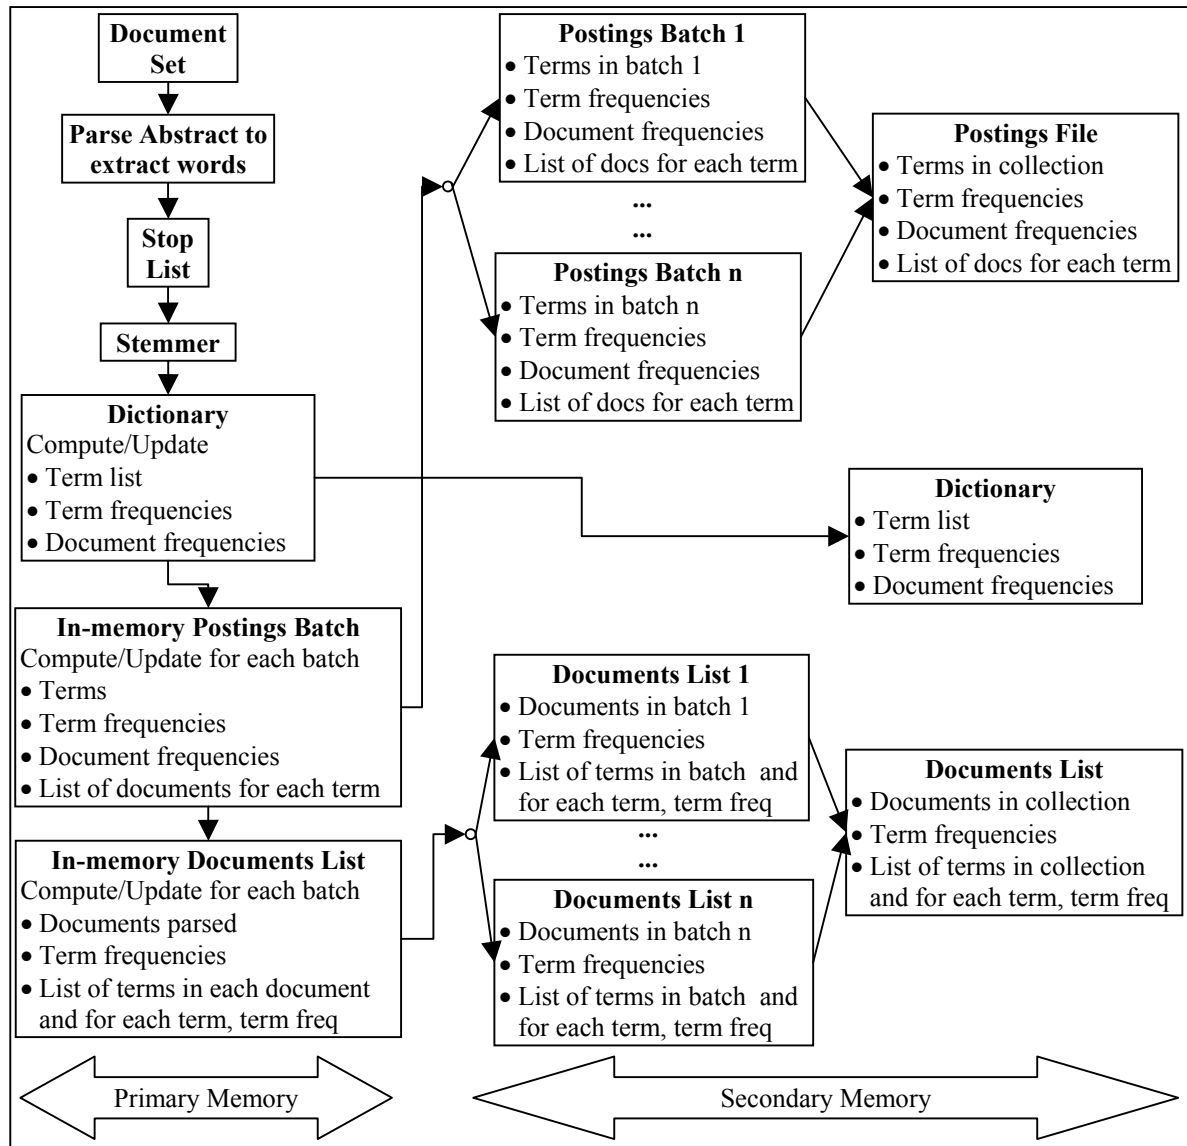 Document
Set
Parse Abstract to
extract words
Stop
List
Stemmer
Dictionary
Compute/Update
• Term list
• Term frequencies
• Document frequencies
In-memory Postings Batch
Compute/Update for each batch
• Terms
• Term frequencies
• Document frequencies
• List of documents for each term
In-memory Documents List
Compute/Update for each batch
• Documents parsed
• Term frequencies
• List of terms in each document
and for each term, term freq
Primary Memory
Postings Batch 1
• Terms in batch 1
• Term frequencies
• Document frequencies
• List of docs for each term
...
...
Postings Batch n
• Terms in batch n
• Term frequencies
• Document frequencies
• List of docs for each term
Postings File
• Terms in collection
• Term frequencies
• Document frequencies
• List of docs for each term
Dictionary
• Term list
• Term frequencies
• Document frequencies
Documents List 1
• Documents in batch 1
• Term frequencies
• List of terms in batch and
for each term, term freq
...
...
Documents List n
• Documents in batch n
• Term frequencies
• List of terms in batch and
for each term, term freq
Documents List
• Documents in collection
• Term frequencies
• List of terms in collection
and for each term, term freq
Secondary Memory